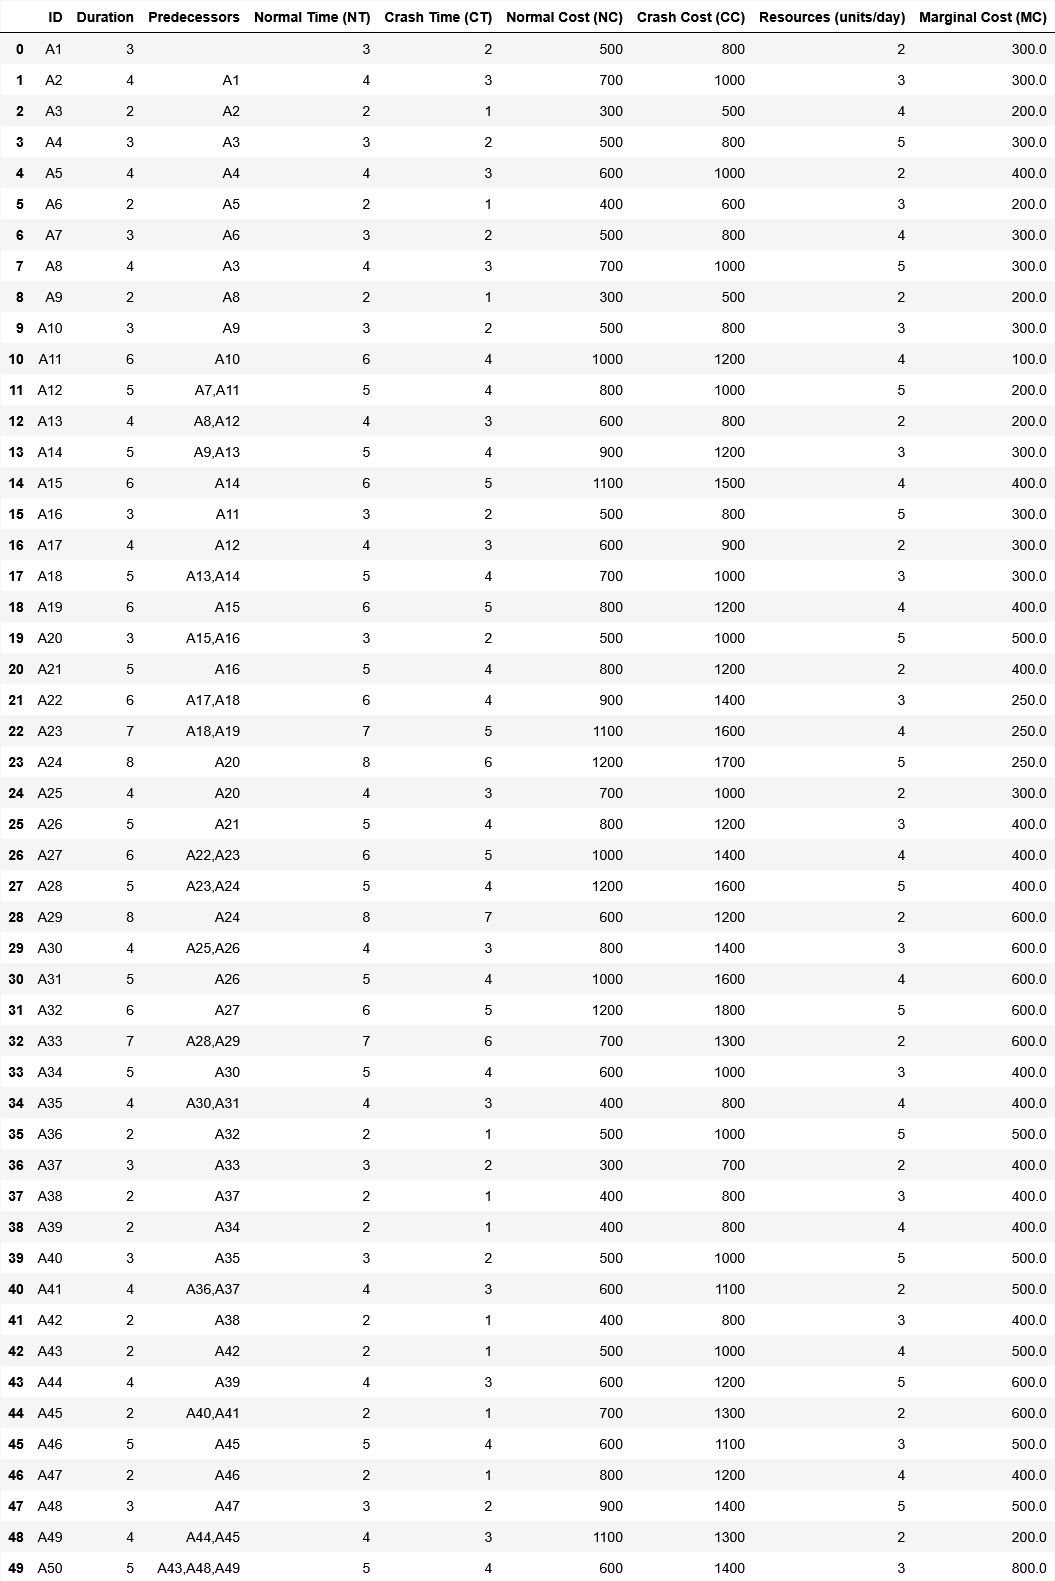 ID Duration Predecessors Normal Time (NT) Crash Time (CT) Normal Cost (NC) Crash Cost (CC) Resources (units/day) Marginal Cost (MC)
0 A1 3 3 2 500 800 2 300.0
1 A2 4 A1 4 3 700 1000 3 300.0
2 A3 2 A2 2 1 300 500 4 200.0
3 A4 3 A3 3 2 500 800 5 300.0
4 A5 4 A4 4 3 600 1000 2 400.0
5 A6 2 A5 2 1 400 600 3 200.0
6 A7 3 A6 3 2 500 800 4 300.0
7 A8 4 A3 4 3 700 1000 5 300.0
8 A9 2 A8 2 1 300 500 2 200.0
9 A10 3 A9 3 2 500 800 3 300.0
10 A11 6 A10 6 4 1000 1200 4 100.0
11 A12 5 A7,A11 5 4 800 1000 5 200.0
12 A13 4 A8,A12 4 3 600 800 2 200.0
13 A14 5 A9,A13 5 4 900 1200 3 300.0
14 A15 6 A14 6 5 1100 1500 4 400.0
15 A16 3 A11 3 2 500 800 5 300.0
16 A17 4 A12 4 3 600 900 2 300.0
17 A18 5 A13,A14 5 4 700 1000 3 300.0
18 A19 6 A15 6 5 800 1200 4 400.0
19 A20 3 A15,A16 3 2 500 1000 5 500.0
20 A21 5 A16 5 4 800 1200 2 400.0
21 A22 6 A17,A18 6 4 900 1400 3 250.0
22 A23 7 A18,A19 7 5 1100 1600 4 250.0
23 A24 8 A20 8 6 1200 1700 5 250.0
24 A25 4 A20 4 3 700 1000 2 300.0
25 A26 5 A21 5 4 800 1200 3 400.0
26 A27 6 A22,A23 6 5 1000 1400 4 400.0
27 A28 5 A23,A24 5 4 1200 1600 5 400.0
28 A29 8 A24 8 7 600 1200 2 600.0
29 A30 4 A25,A26 4 3 800 1400 3 600.0
30 A31 5 A26 5 4 1000 1600 4 600.0
31 A32 6 A27 6 5 1200 1800 5 600.0
32 A33 7 A28,A29 7 6 700 1300 2 600.0
33 A34 5 A30 5 4 600 1000 3 400.0
34 A35 4 A30,A31 4 3 400 800 4 400.0
35 A36 2 A32 2 1 500 1000 5 500.0
36 A37 3 A33 3 2 300 700 2 400.0
37 A38 2 A37 2 1 400 800 3 400.0
38 A39 2 A34 2 1 400 800 4 400.0
39 A40 3 A35 3 2 500 1000 5 500.0
40 A41 4 A36,A37 4 3 600 1100 2 500.0
41 A42 2 A38 2 1 400 800 3 400.0
42 A43 2 A42 2 1 500 1000 4 500.0
43 A44 4 A39 4 3 600 1200 5 600.0
44 A45 2 A40,A41 2 1 700 1300 2 600.0
45 A46 5 A45 5 4 600 1100 3 500.0
46 A47 2 A46 2 1 800 1200 4 400.0
47 A48 3 A47 3 2 900 1400 5 500.0
48 A49 4 A44,A45 4 3 1100 1300 2 200.0
49 A50 5 A43,A48,A49 5 4 600 1400 3 800.0